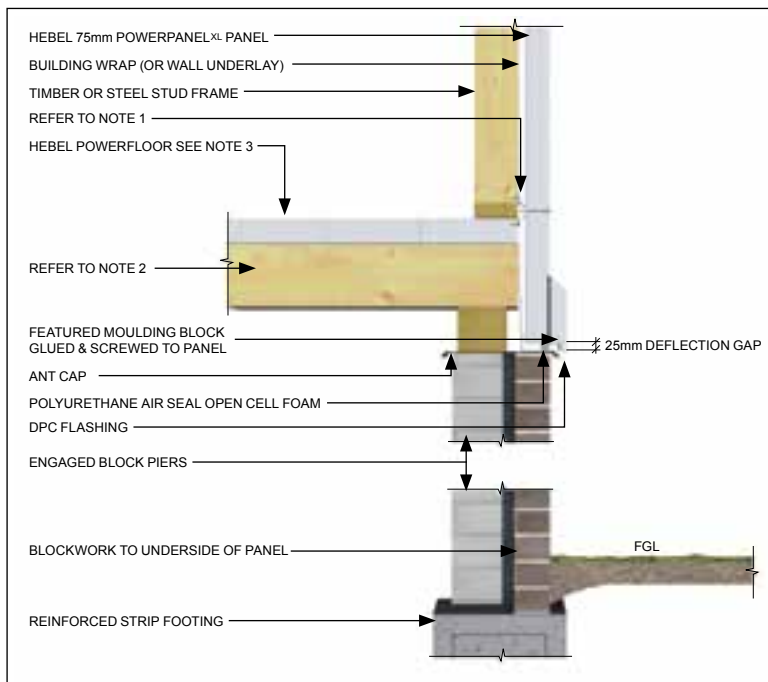 HEBEL 75mm POWERPANELXL PANEL
BUILDING WRAP (OR WALL UNDERLAY)
TIMBER OR STEEL STUD FRAME
REFER TO NOTE 1
HEBEL POWERFLOOR SEE NOTE 3
REFER TO NOTE 2
FEATURED MOULDING BLOCK
GLUED & SCREWED TO PANEL
25mm DEFLECTION GAP
ANT CAP
POLYURETHANE AIR SEAL OPEN CELL FOAM
DPC FLASHING
ENGAGED BLOCK PIERS
BLOCKWORK TO UNDERSIDE OF PANEL
FGL
REINFORCED STRIP FOOTING